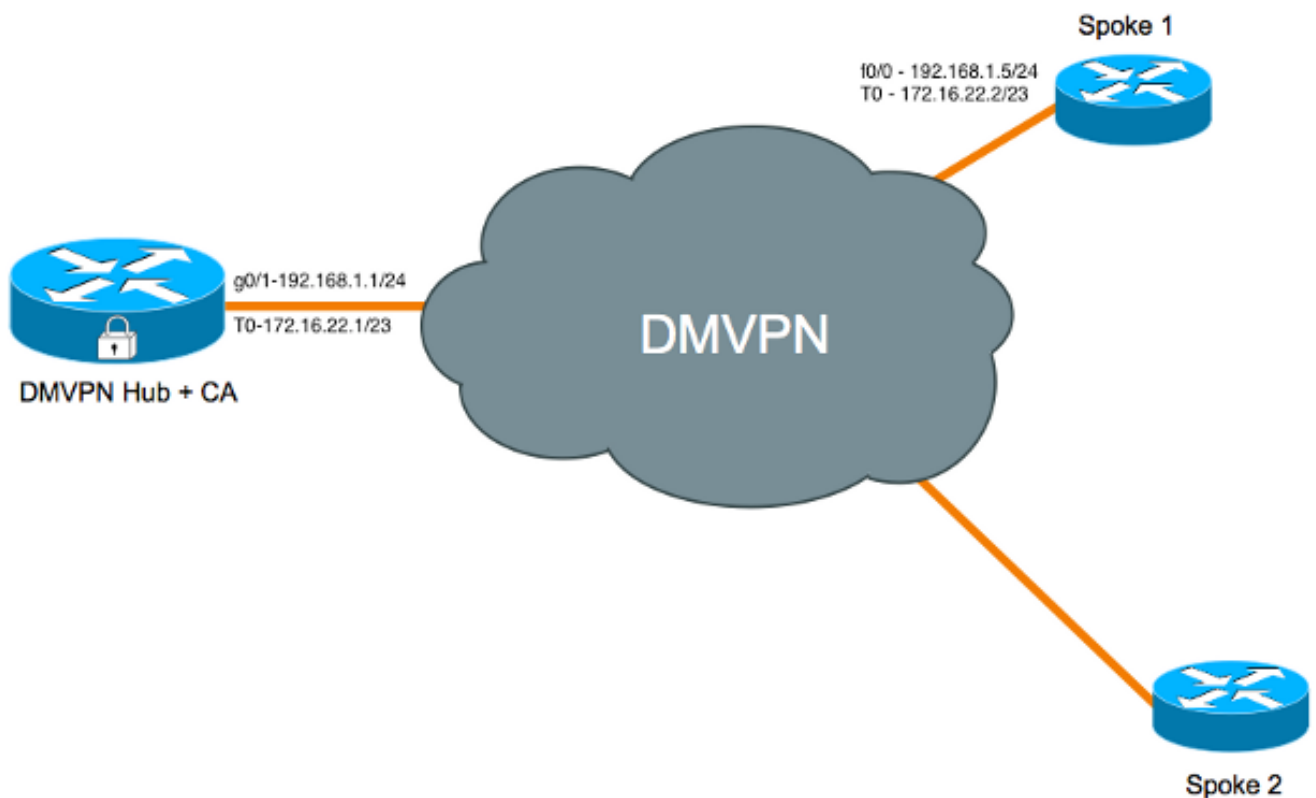 Spoke 1
f0/0 - 192.168.1.5/24
T0 - 172.16.22.2/23
g0/1-192.168.1.1/24
T0-172.16.22.1/23
DMVPN
DMVPN Hub + CA
Spoke 2